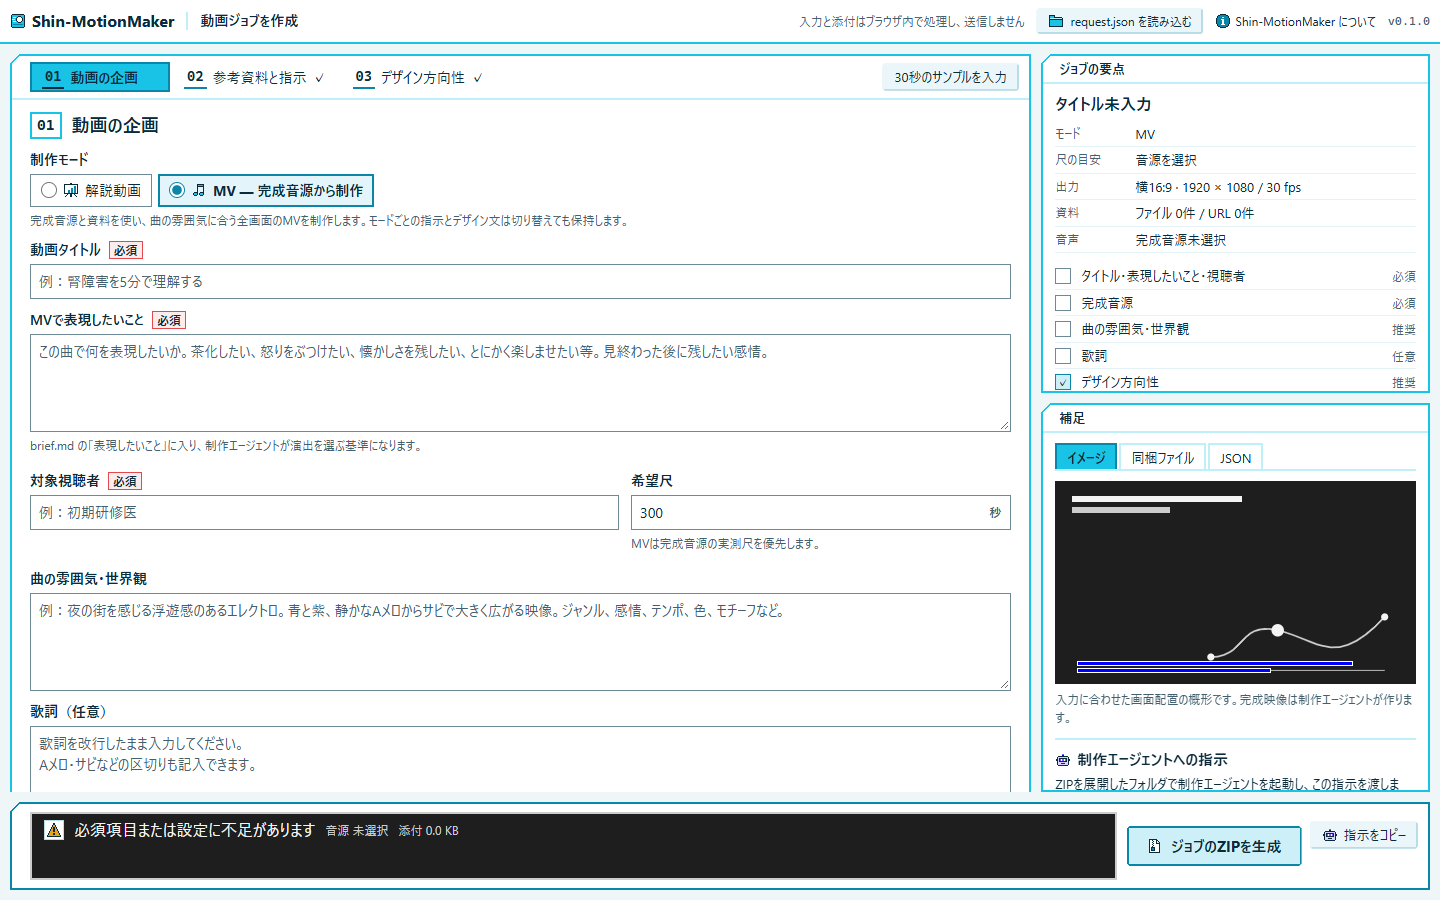 Shin-MotionMaker
動画ジョブを作成
入力と添付はブラウザ内で処理し、送信しません
request.json を読み込む
Shin-MotionMaker について
v0.1.0
01 動画の企画
02 参考資料と指示 ✓
03 デザイン方向性 ✓
30秒のサンプルを入力
01 動画の企画
制作モード
解説動画
MV — 完成音源から制作
完成音源と資料を使い、曲の雰囲気に合う全画面のMVを制作します。モードごとの指示とデザイン文は切り替えても保持します。
動画タイトル 必須
例：腎障害を5分で理解する
MVで表現したいこと 必須
この曲で何を表現したいか。茶化したい、怒りをぶつけたい、懐かしさを残したい、とにかく楽しませたい等。見終わった後に残したい感情。
brief.md の「表現したいこと」に入り、制作エージェントが演出を選ぶ基準になります。
対象視聴者 必須
例：初期研修医
希望尺
300 秒
MVは完成音源の実測尺を優先します。
曲の雰囲気・世界観
例：夜の街を感じる浮遊感のあるエレクトロ。青と紫、静かなAメロからサビで大きく広がる映像。ジャンル、感情、テンポ、色、モチーフなど。
歌詞（任意）
歌詞を改行したまま入力してください。
Aメロ・サビなどの区切りも記入できます。
ジョブの要点
タイトル未入力
モード MV
尺の目安 音源を選択
出力 横16:9 · 1920 × 1080 / 30 fps
資料 ファイル 0件 / URL 0件
音声 完成音源未選択
タイトル・表現したいこと・視聴者 必須
完成音源 必須
曲の雰囲気・世界観 推奨
歌詞 任意
✓ デザイン方向性 推奨
補足
イメージ
同梱ファイル
JSON
入力に合わせた画面配置の概形です。完成映像は制作エージェントが作りま
す。
制作エージェントへの指示
ZIPを展開したフォルダで制作エージェントを起動し、この指示を渡しま
必須項目または設定に不足があります 音源 未選択 添付 0.0 KB
ジョブのZIPを生成
指示をコピー